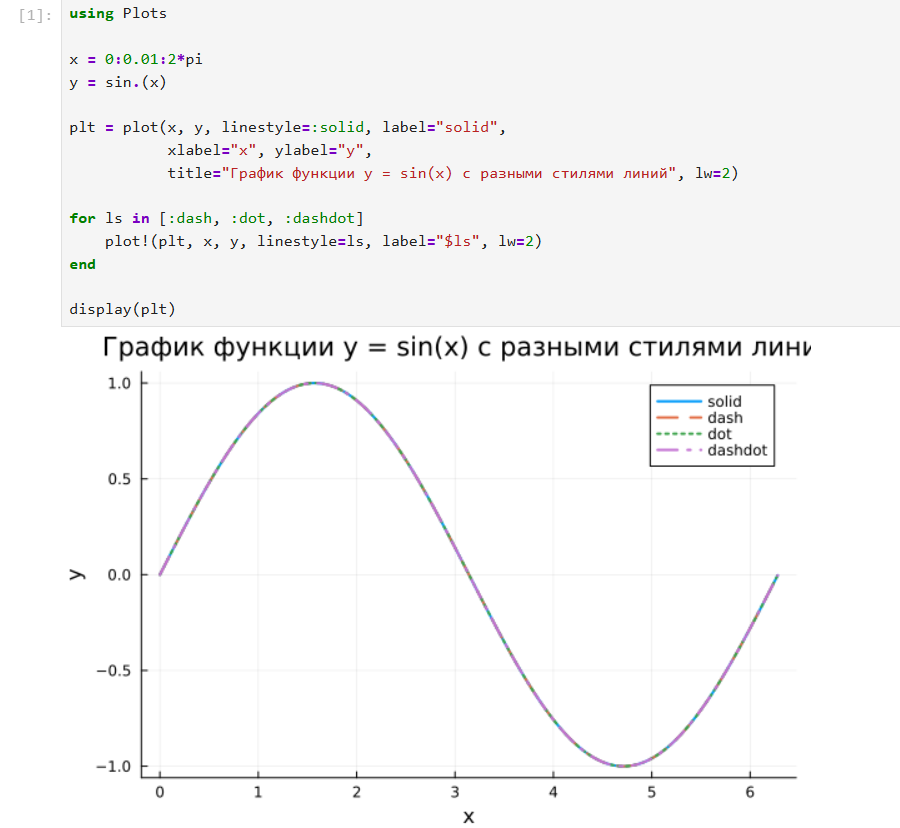 [1]:
using Plots
x = 0:0.01:2*pi
y = sin.(x)
plt = plot(x, y, linestyle=:solid, label="solid",
           xlabel="x", ylabel="y",
           title="График функции y = sin(x) с разными стилями линий", lw=2)
for ls in [:dash, :dot, :dashdot]
    plot!(plt, x, y, linestyle=ls, label="$ls", lw=2)
end
display(plt)
График функции y = sin(x) с разными стилями лини
1.0
0.5
0.0
−0.5
−1.0
y
solid
dash
dot
dashdot
0 1 2 3 4 5 6
x